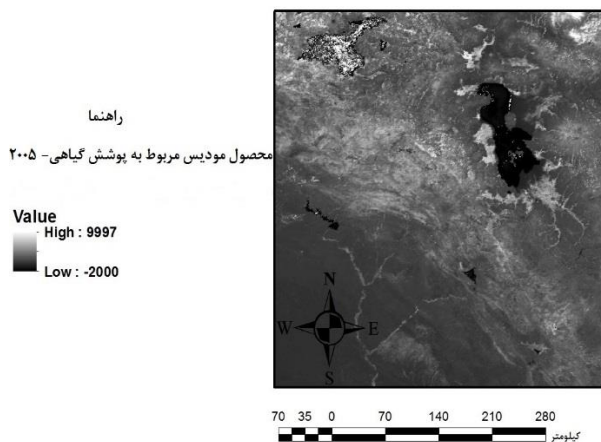 راهنما
محصول مودیس مربوط به پوشش گیاهی- ۲۰۰۵
Value
High : 9997
Low : -2000
N
W E
S
70 35 0 70 140 210 280
کیلومتر